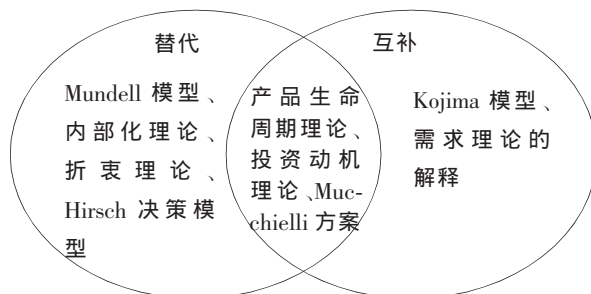 替代
互补
Mundell 模型、
内部化理论、
折衷理论、
Hirsch 决策模
型
产品生命
周期理论、
投资动机
理论、Muc-
chielli 方案
Kojima 模型、
需求理论的
解释